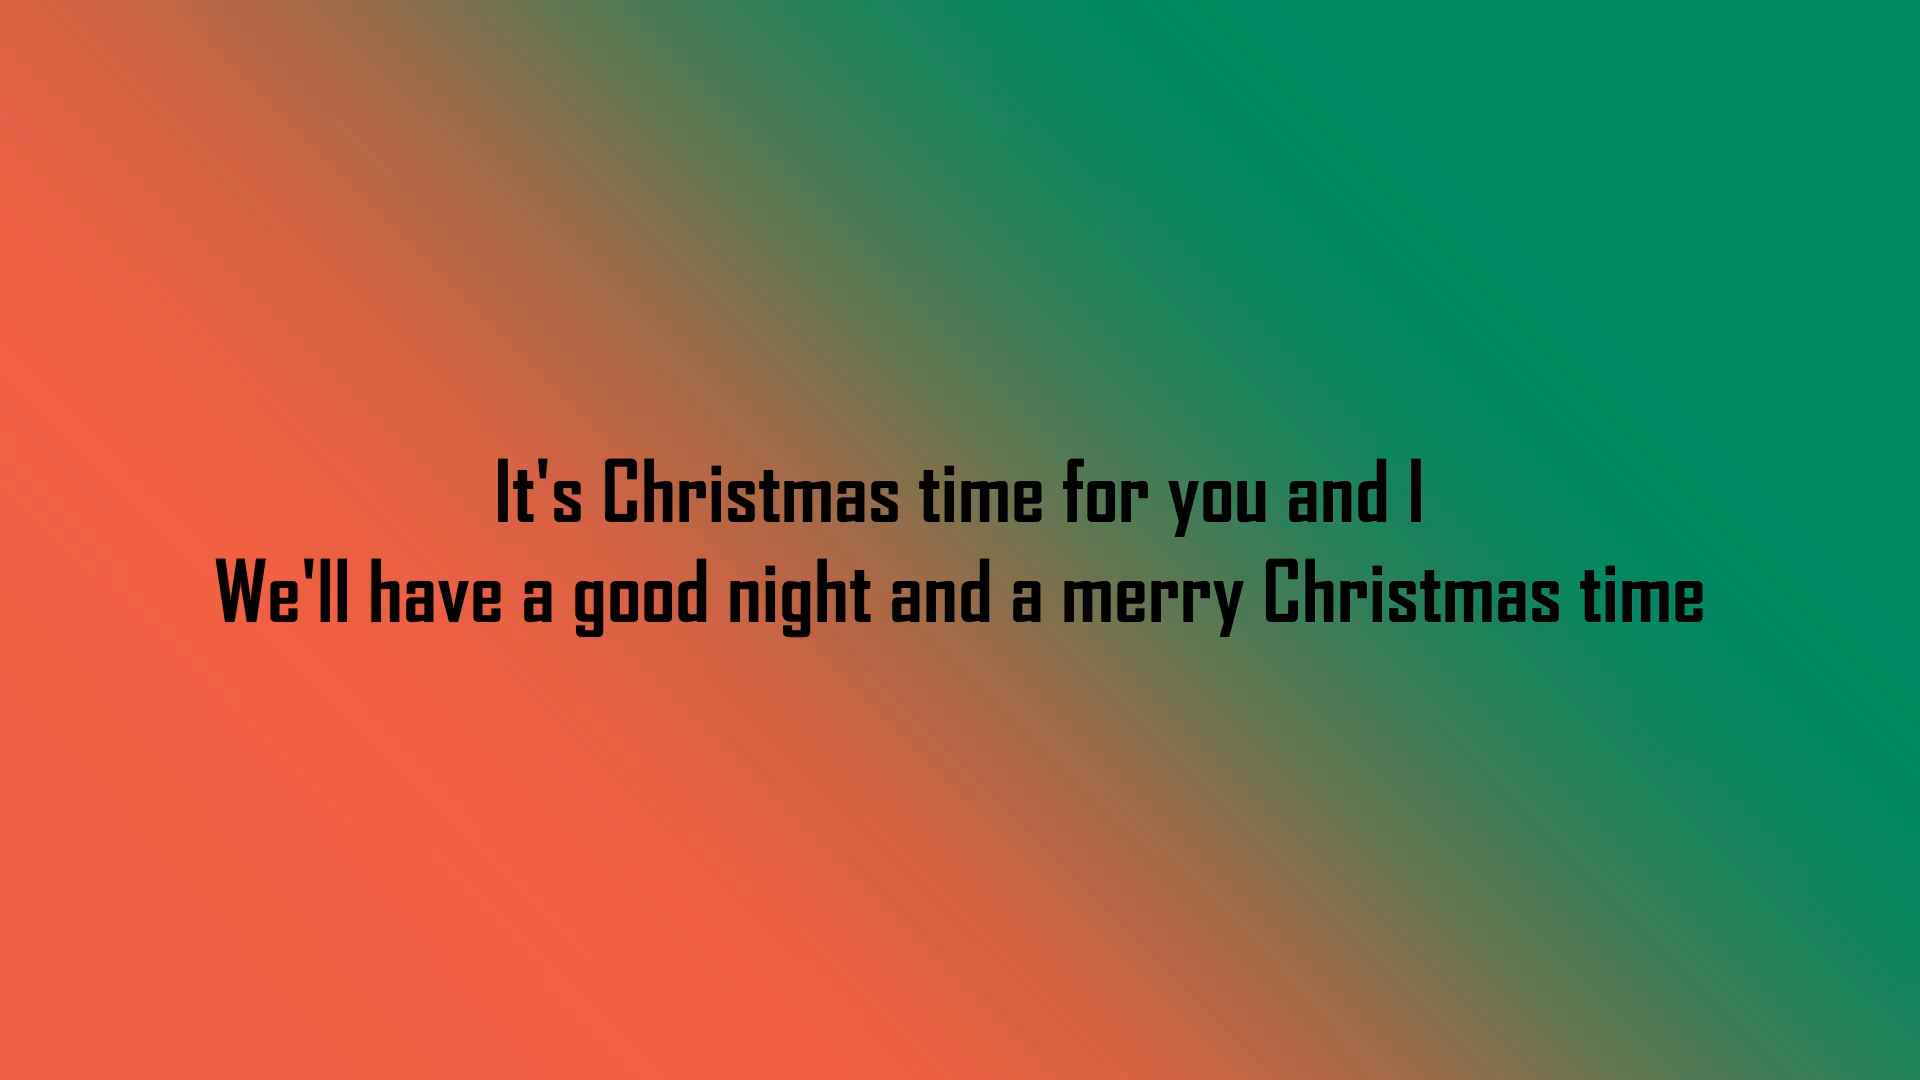 It's Christmas time for you and I
We'll have a good night and a merry Christmas time